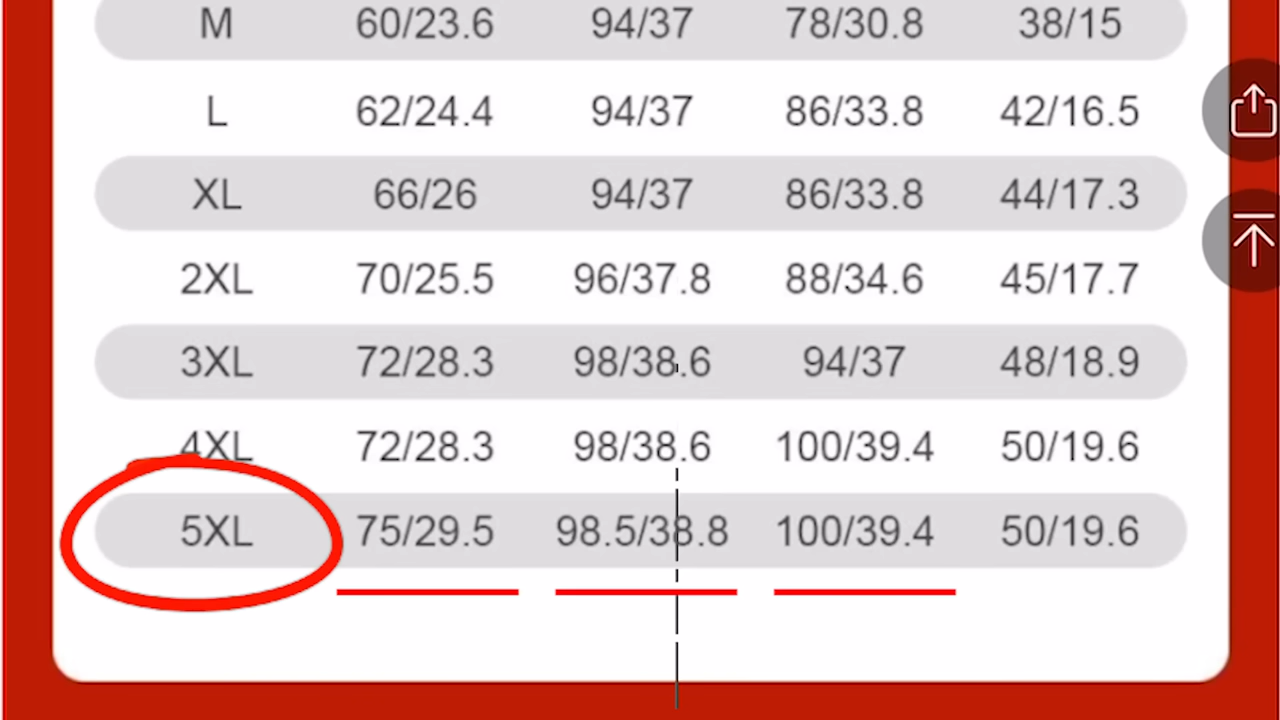 M 60/23.6 94/37 78/30.8 38/15
L 62/24.4 94/37 86/33.8 42/16.5
XL 66/26 94/37 86/33.8 44/17.3
2XL 70/25.5 96/37.8 88/34.6 45/17.7
3XL 72/28.3 98/38.6 94/37 48/18.9
4XL 72/28.3 98/38.6 100/39.4 50/19.6
5XL 75/29.5 98.5/38.8 100/39.4 50/19.6